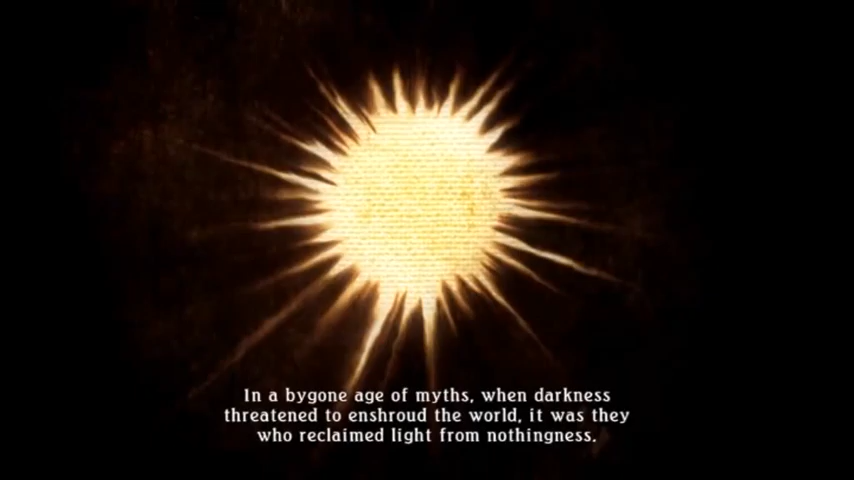 In a bygone age of myths, when darkness
threatened to enshroud the world, it was they
who reclaimed light from nothingness.